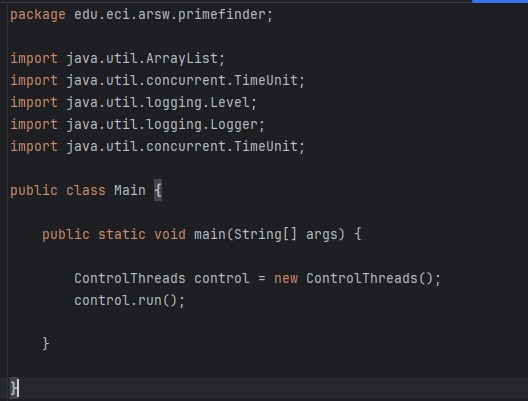 package edu.eci.arsw.primefinder;
import java.util.ArrayList;
import java.util.concurrent.TimeUnit;
import java.util.logging.Level;
import java.util.logging.Logger;
import java.util.concurrent.TimeUnit;
public class Main {
public static void main(String[] args) {
ControlThreads control = new ControlThreads();
control.run();
}
}